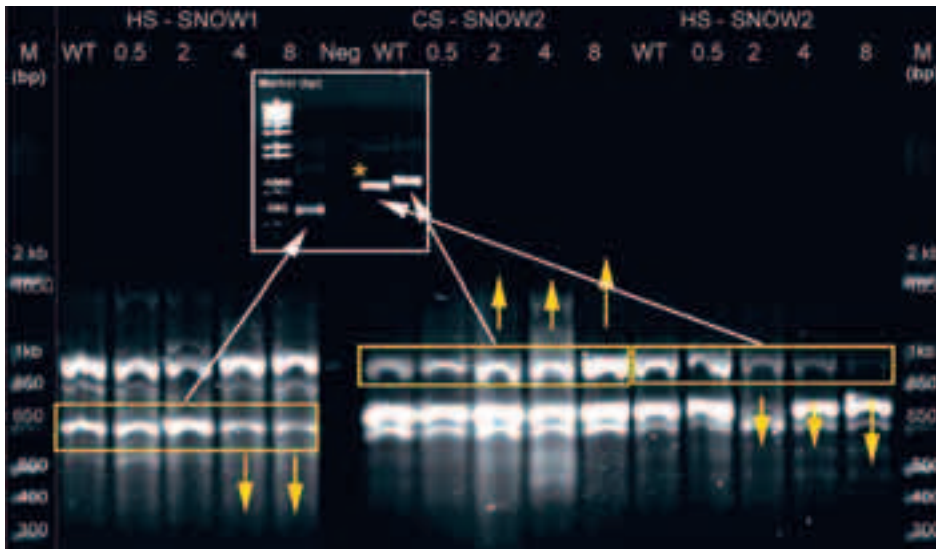 HS - SNOW1 CS - SNOW2 HS - SNOW2
M WT 0.5 2 4 8 Neg WT 0.5 2 4 8 WT 0.5 2 4 8 M
(bp) (bp)
2 kb 2 kb
1kb 1kb
850 850
650 650
500 500
400 400
300 300